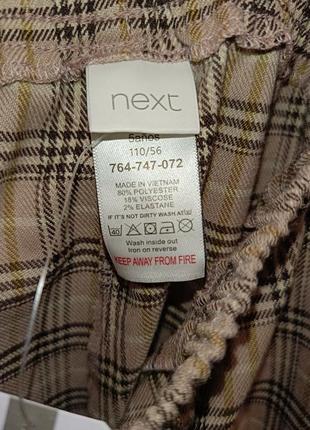 next
5años
110/56
764-747-072
MADE IN VIETNAM
80% POLYESTER
18% VISCOSE
2% ELASTANE
IF IT'S NOT DIRTY WASH AT
40
Wash inside out
Iron on reverse
KEEP AWAY FROM FIRE